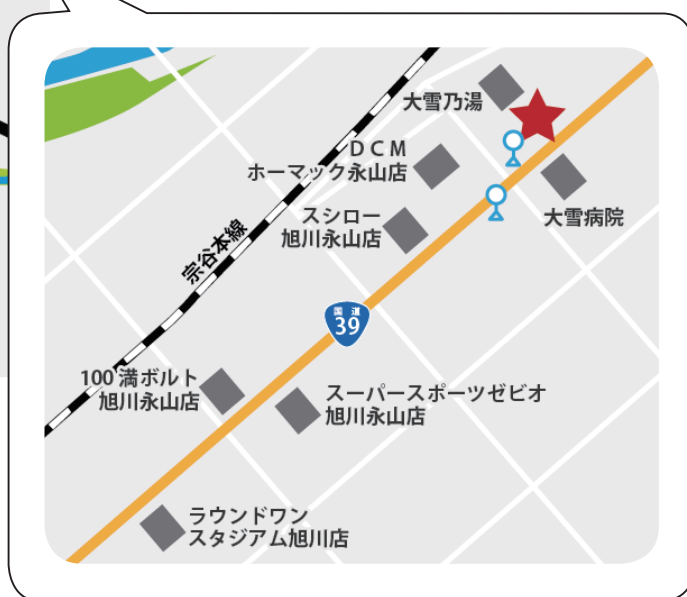 大雪乃湯
ＤＣＭ
ホーマック永山店
大雪病院
スシロー
旭川永山店
宗谷本線
国道
39
100満ボルト
旭川永山店
スーパースポーツゼビオ
旭川永山店
ラウンドワン
スタジアム旭川店